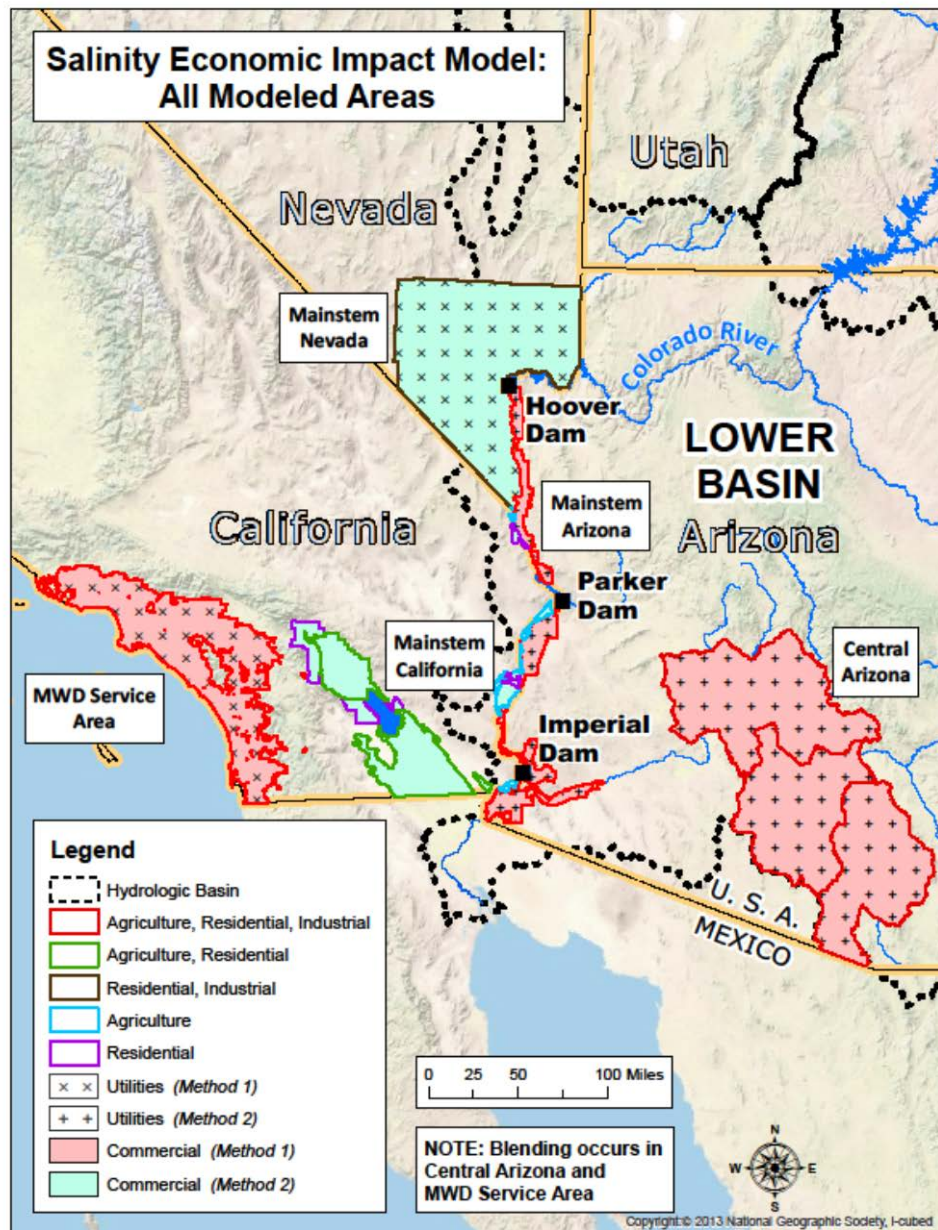 Salinity Economic Impact Model:
All Modeled Areas
Utah
Nevada
Mainstem
Nevada
Colorado River
Hoover
Dam
LOWER
BASIN
Mainstem
Arizona
California
Arizona
Parker
Dam
Mainstem
California
Central
Arizona
MWD Service
Area
Imperial
Dam
U. S. A.
MEXICO
Legend
Hydrologic Basin
Agriculture, Residential, Industrial
Agriculture, Residential
Residential, Industrial
Agriculture
Residential
× × Utilities (Method 1)
+ + Utilities (Method 2)
Commercial (Method 1)
Commercial (Method 2)
0 25 50 100 Miles
NOTE: Blending occurs in
Central Arizona and
MWD Service Area
N
W E
S
Copyright:© 2013 National Geographic Society, i-cubed